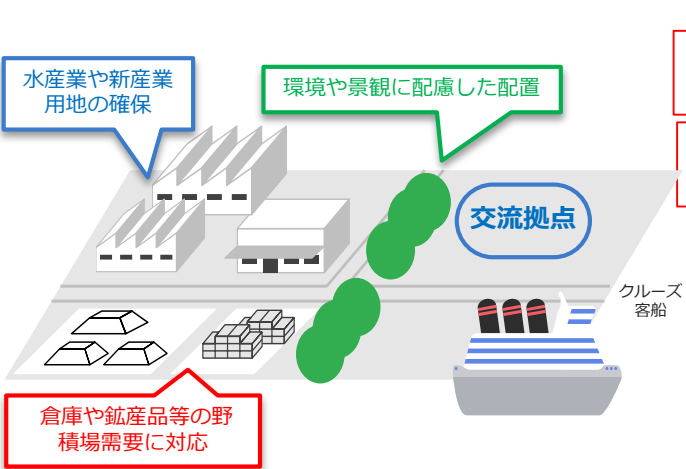 水産業や新産業
用地の確保
環境や景観に配慮した配置
交流拠点
クルーズ
客船
倉庫や鉱産品等の野
積場需要に対応